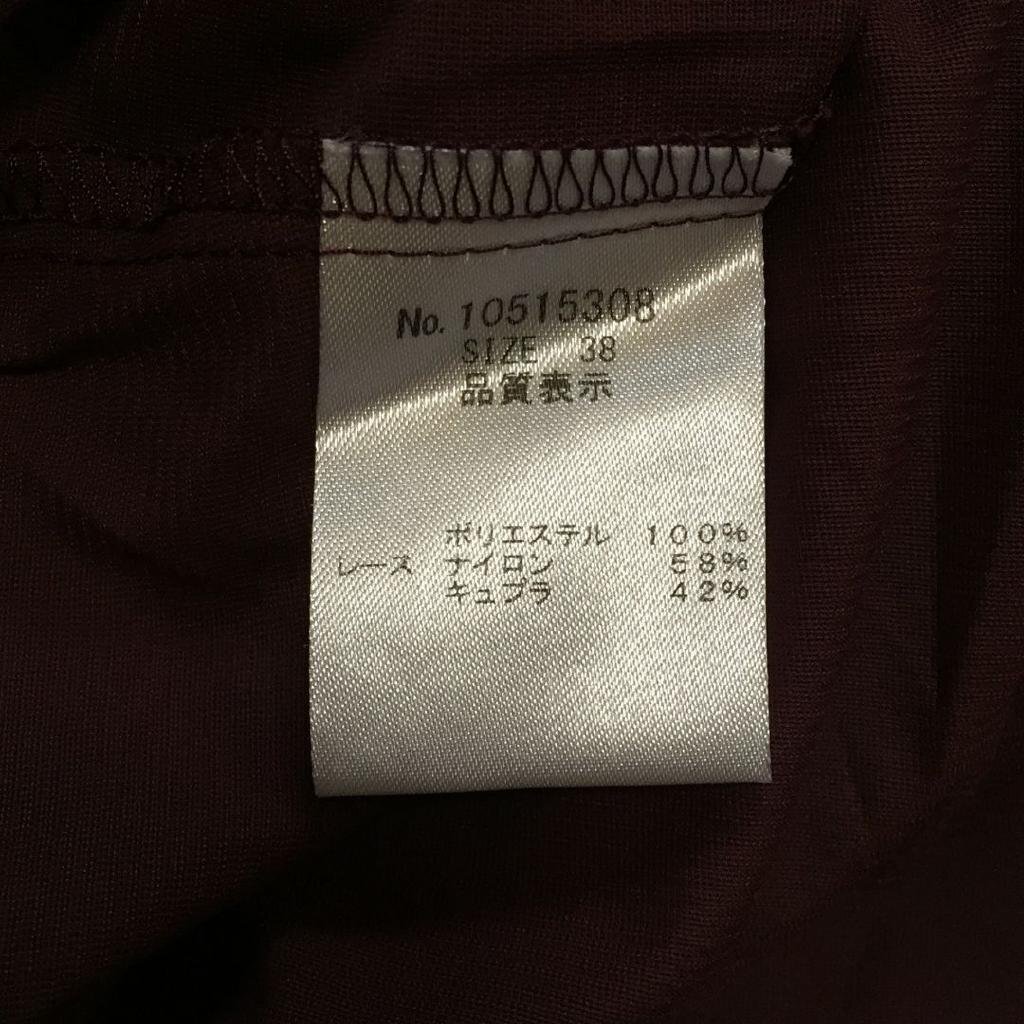 No. 10515308
SIZE 38
品質表示
ポリエステル 100%
レース ナイロン 58%
キュプラ 42%